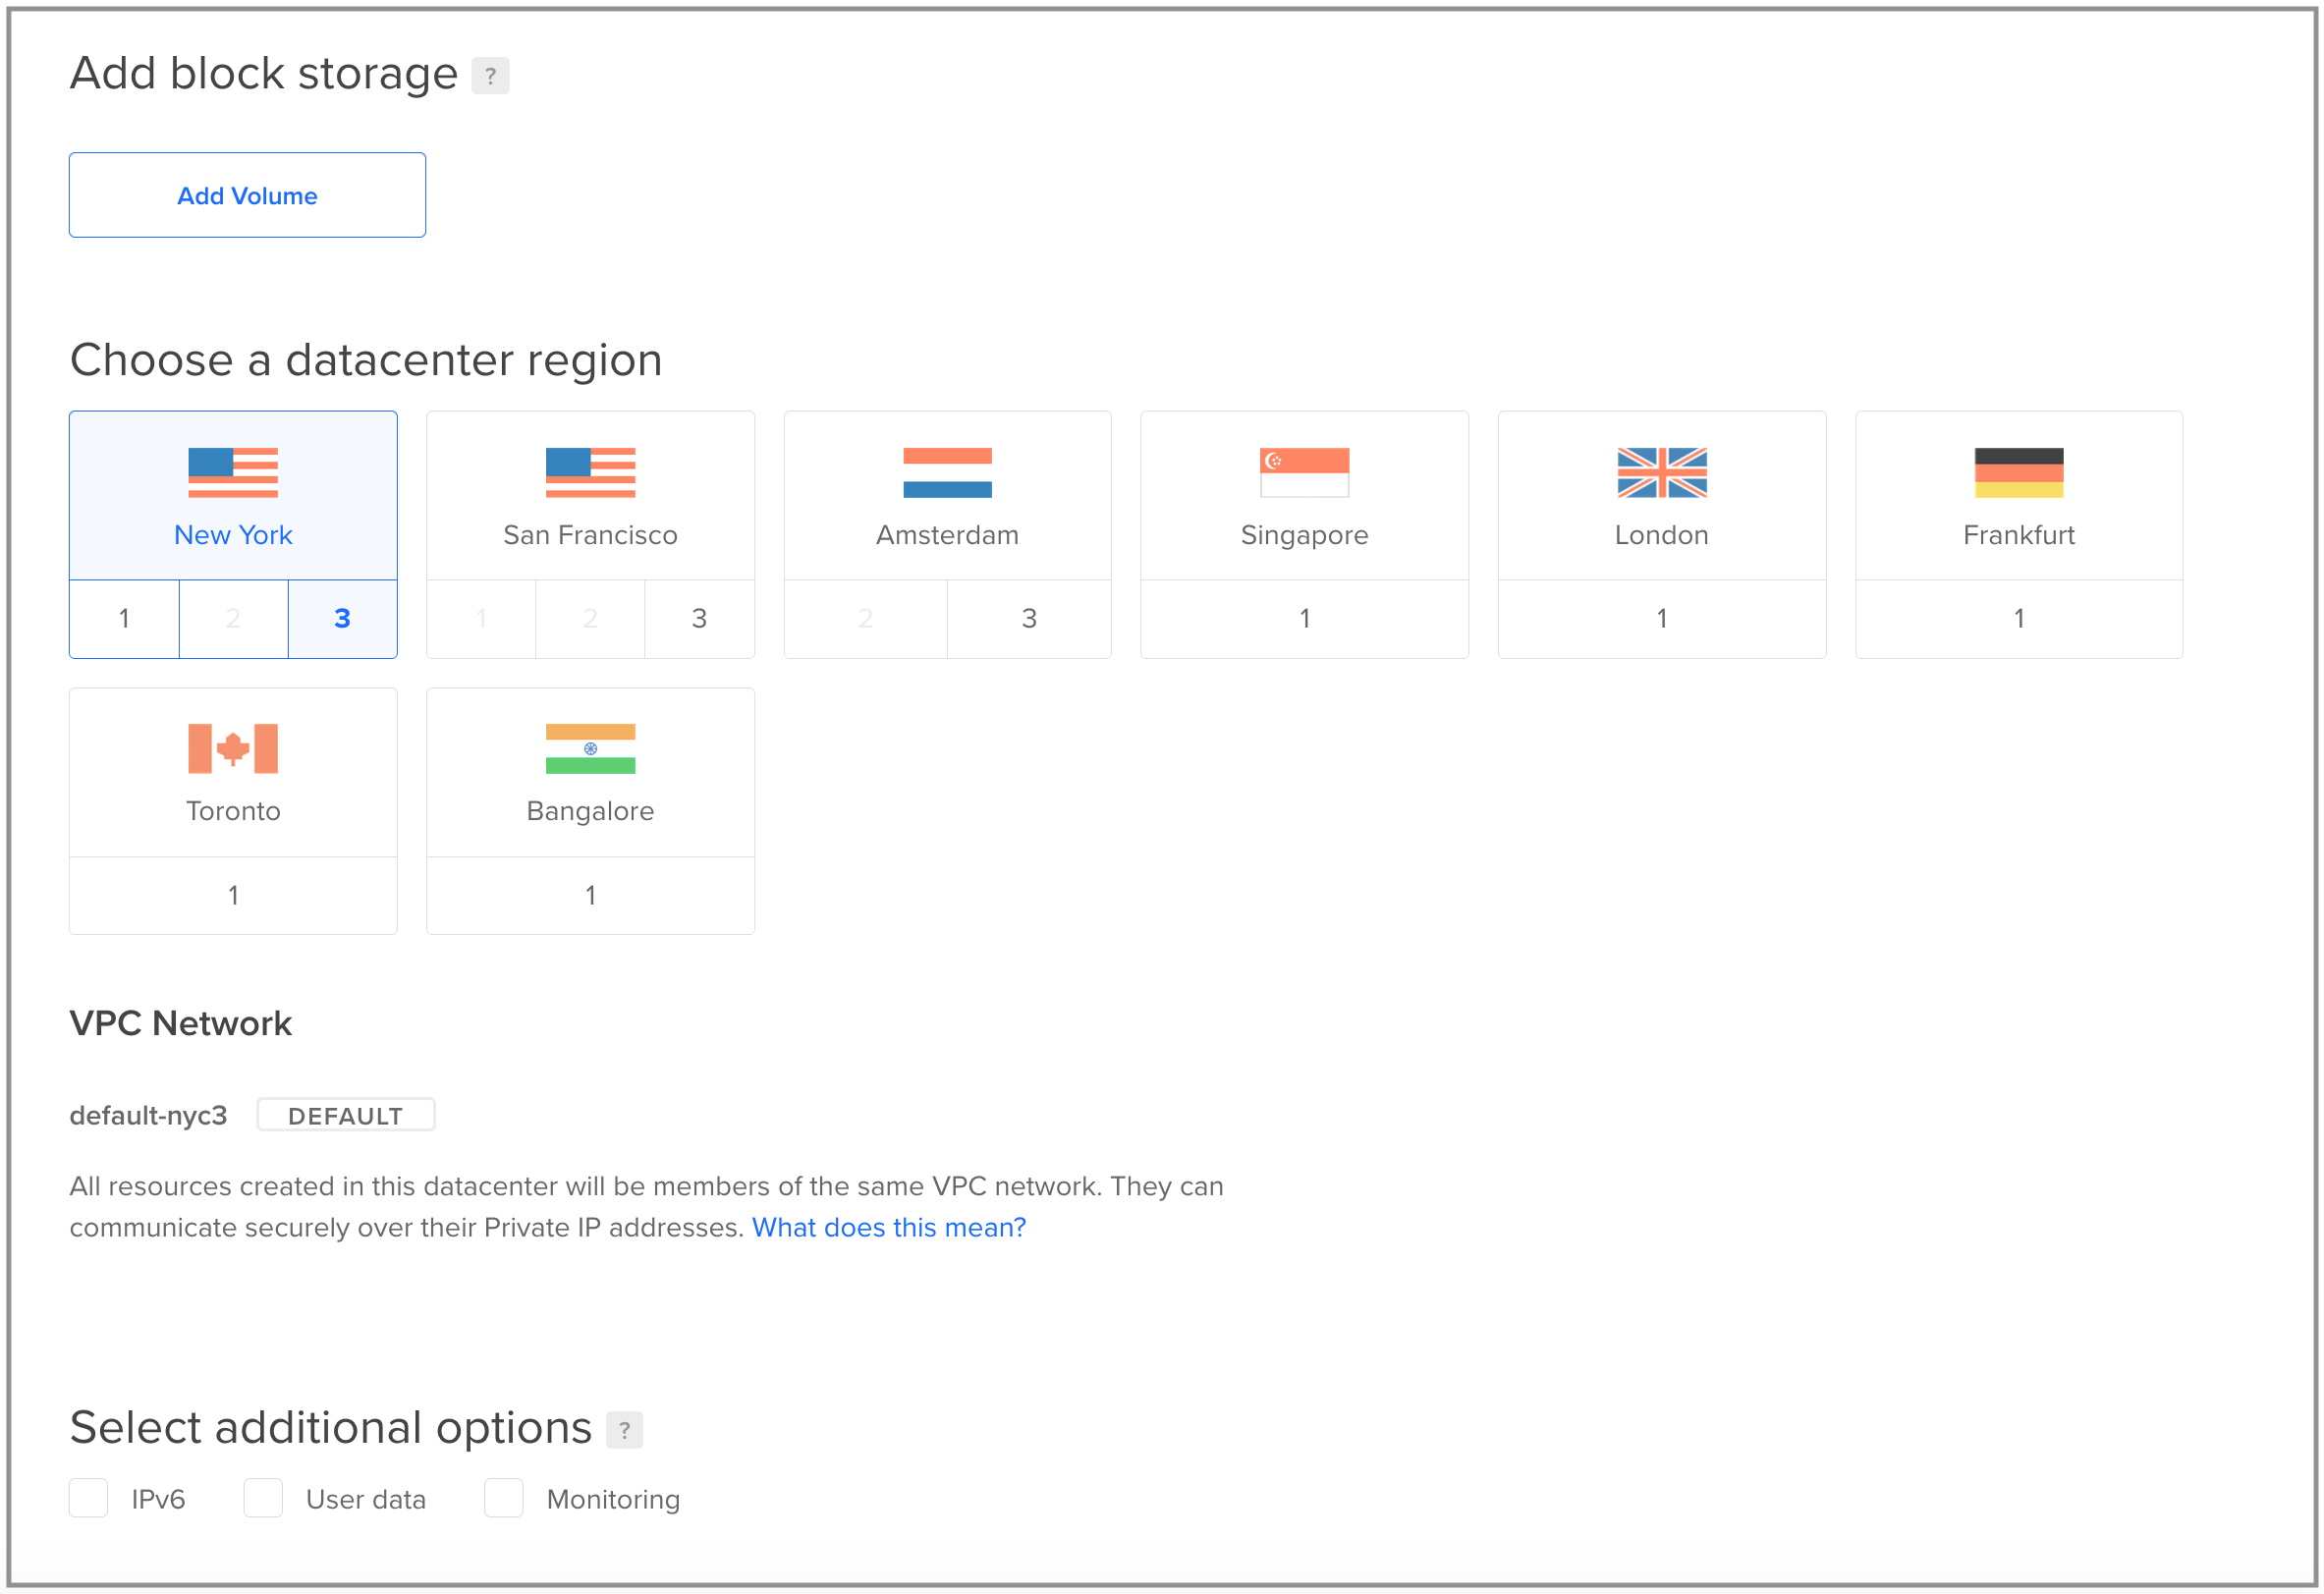 Add block storage ?
Add Volume
Choose a datacenter region
New York
1 2 3
San Francisco
1 2 3
Amsterdam
2 3
Singapore
1
London
1
Frankfurt
1
Toronto
1
Bangalore
1
VPC Network
default-nyc3 DEFAULT
All resources created in this datacenter will be members of the same VPC network. They can
communicate securely over their Private IP addresses. What does this mean?
Select additional options ?
IPv6 User data Monitoring